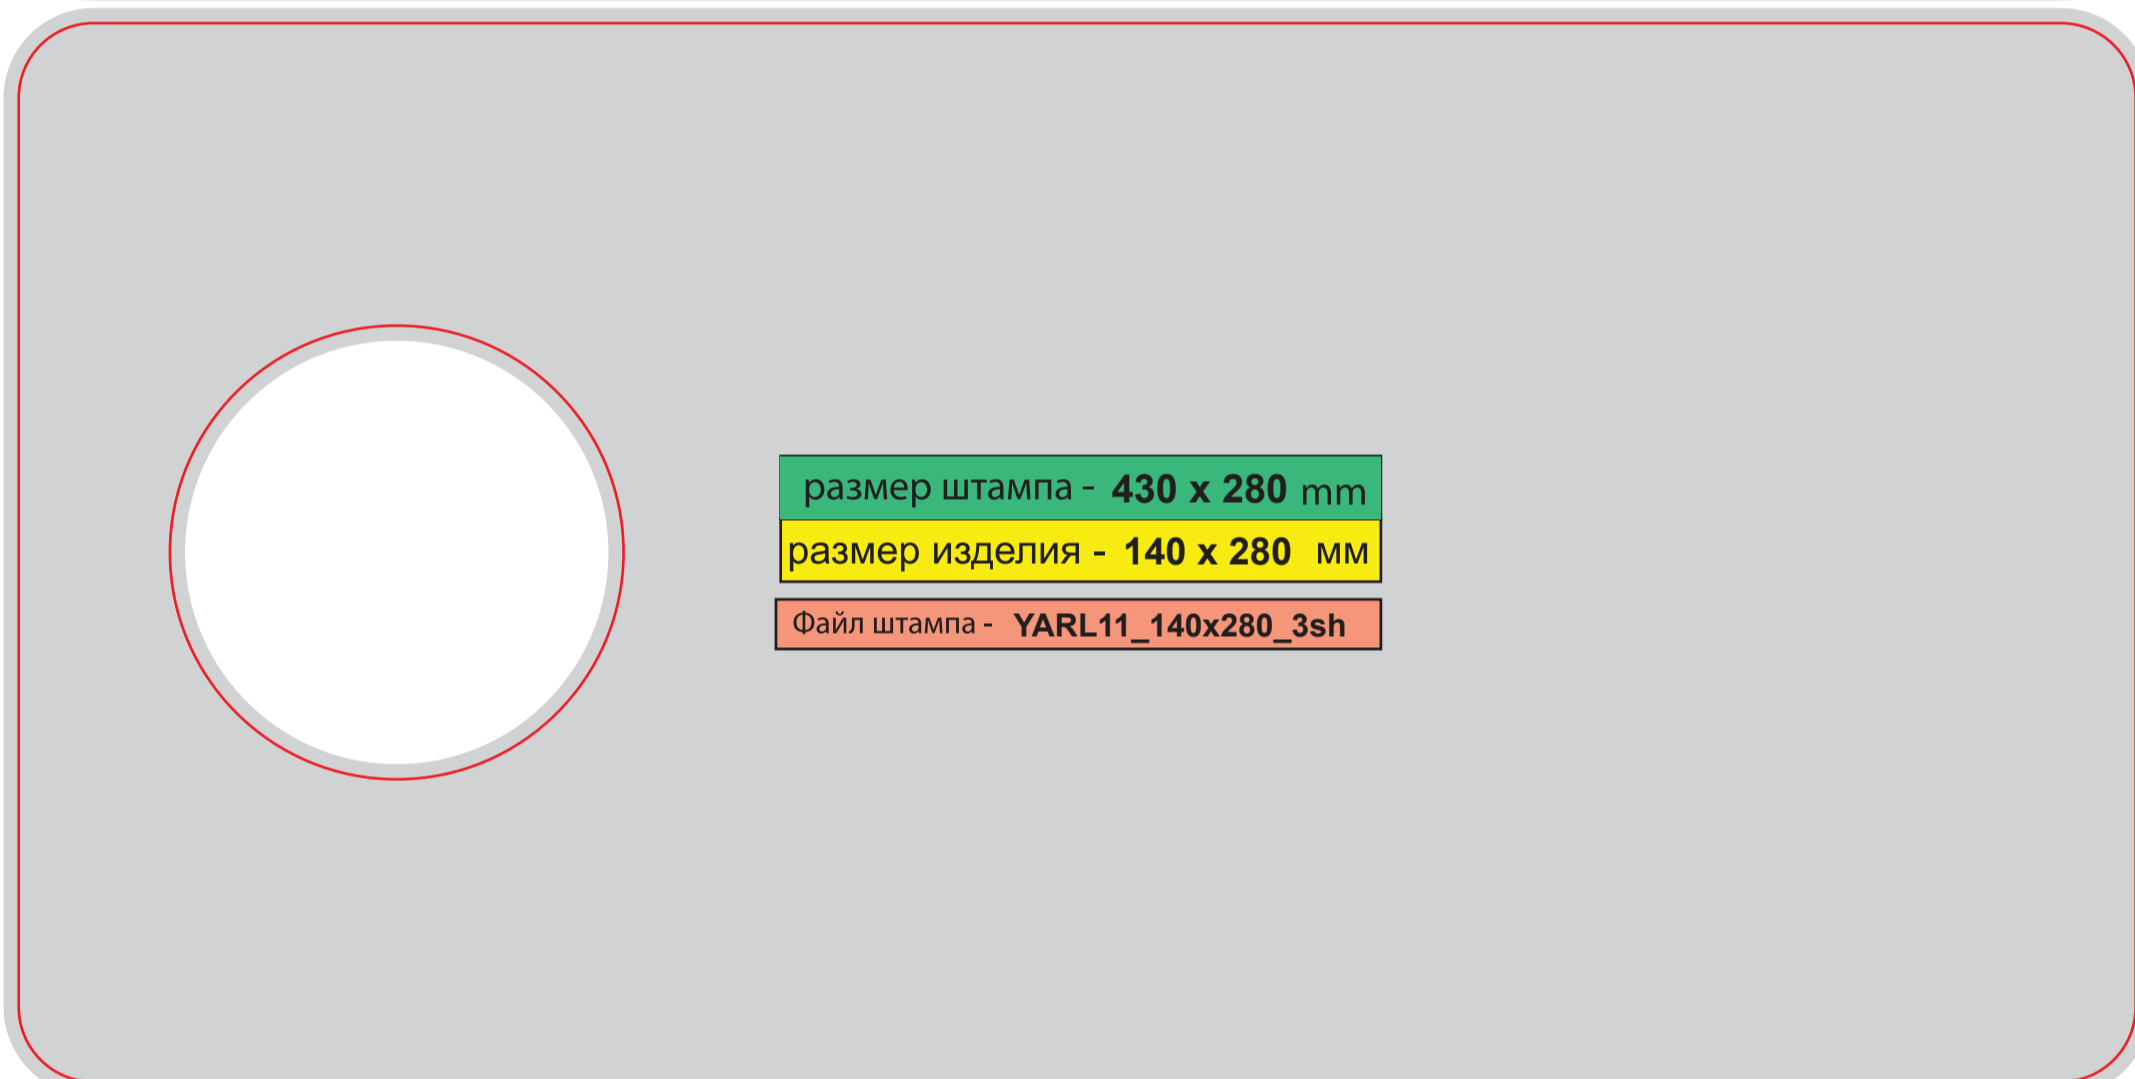 размер штампа - 430 x 280 mm
размер изделия - 140 x 280 мм
Файл штампа - YARL11_140x280_3sh